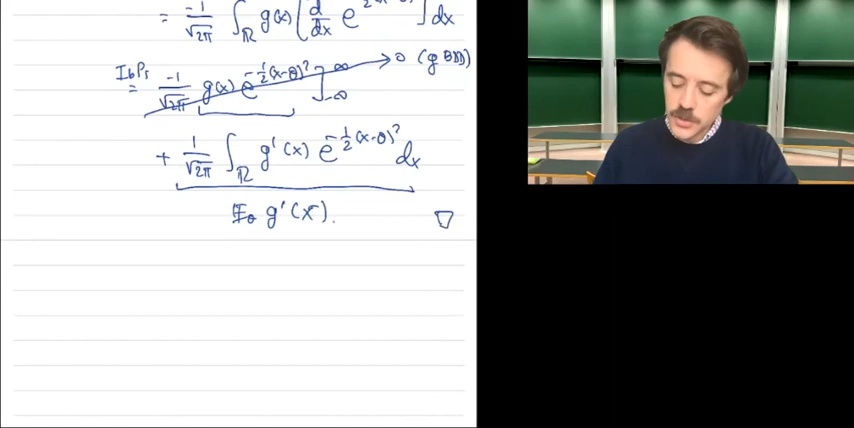 = -1/√2π ∫_ℝ g(x) [d/dx e^{-½(x-θ)²}] dx
IbPs = -1/√2π g(x) e^{-½(x-θ)²}]_{-∞}^{∞} → 0 (g BDD)
+ 1/√2π ∫_ℝ g'(x) e^{-½(x-θ)²} dx
E_θ g'(X).